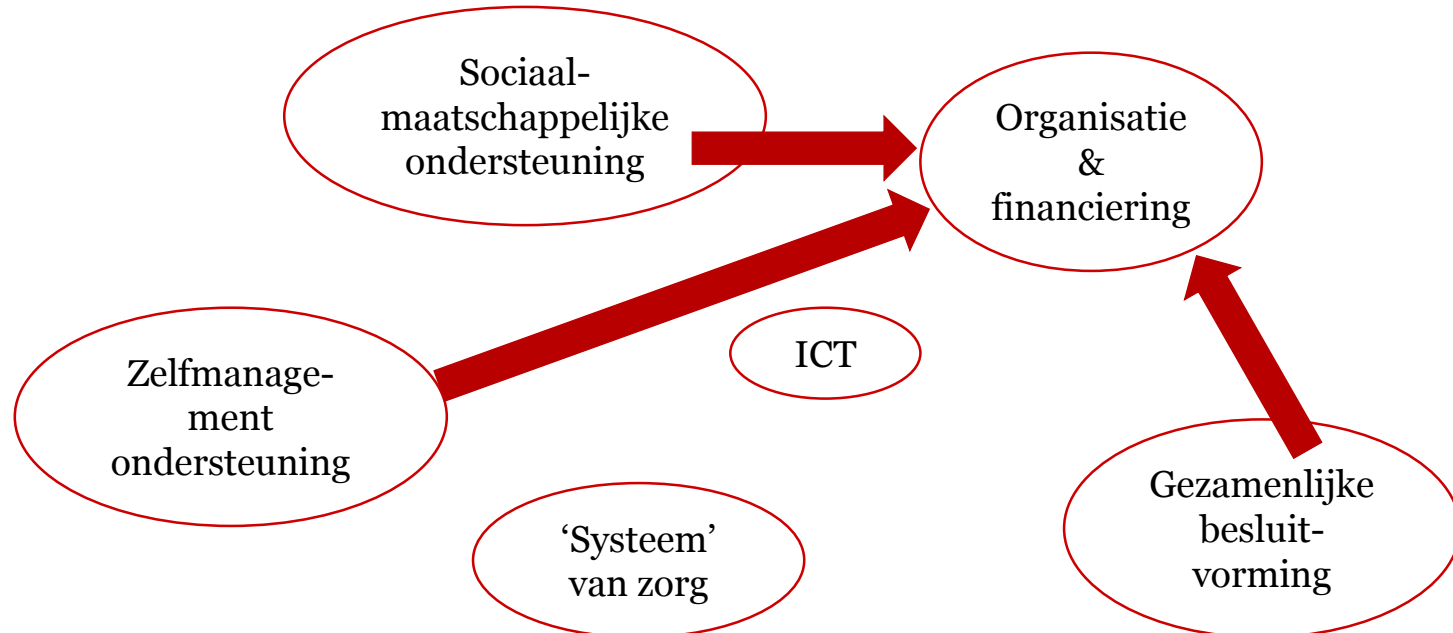 Sociaal-
maatschappelijke
ondersteuning
Organisatie
&
financiering
ICT
Zelfmanage-
ment
ondersteuning
‘Systeem’
van zorg
Gezamenlijke
besluit-
vorming